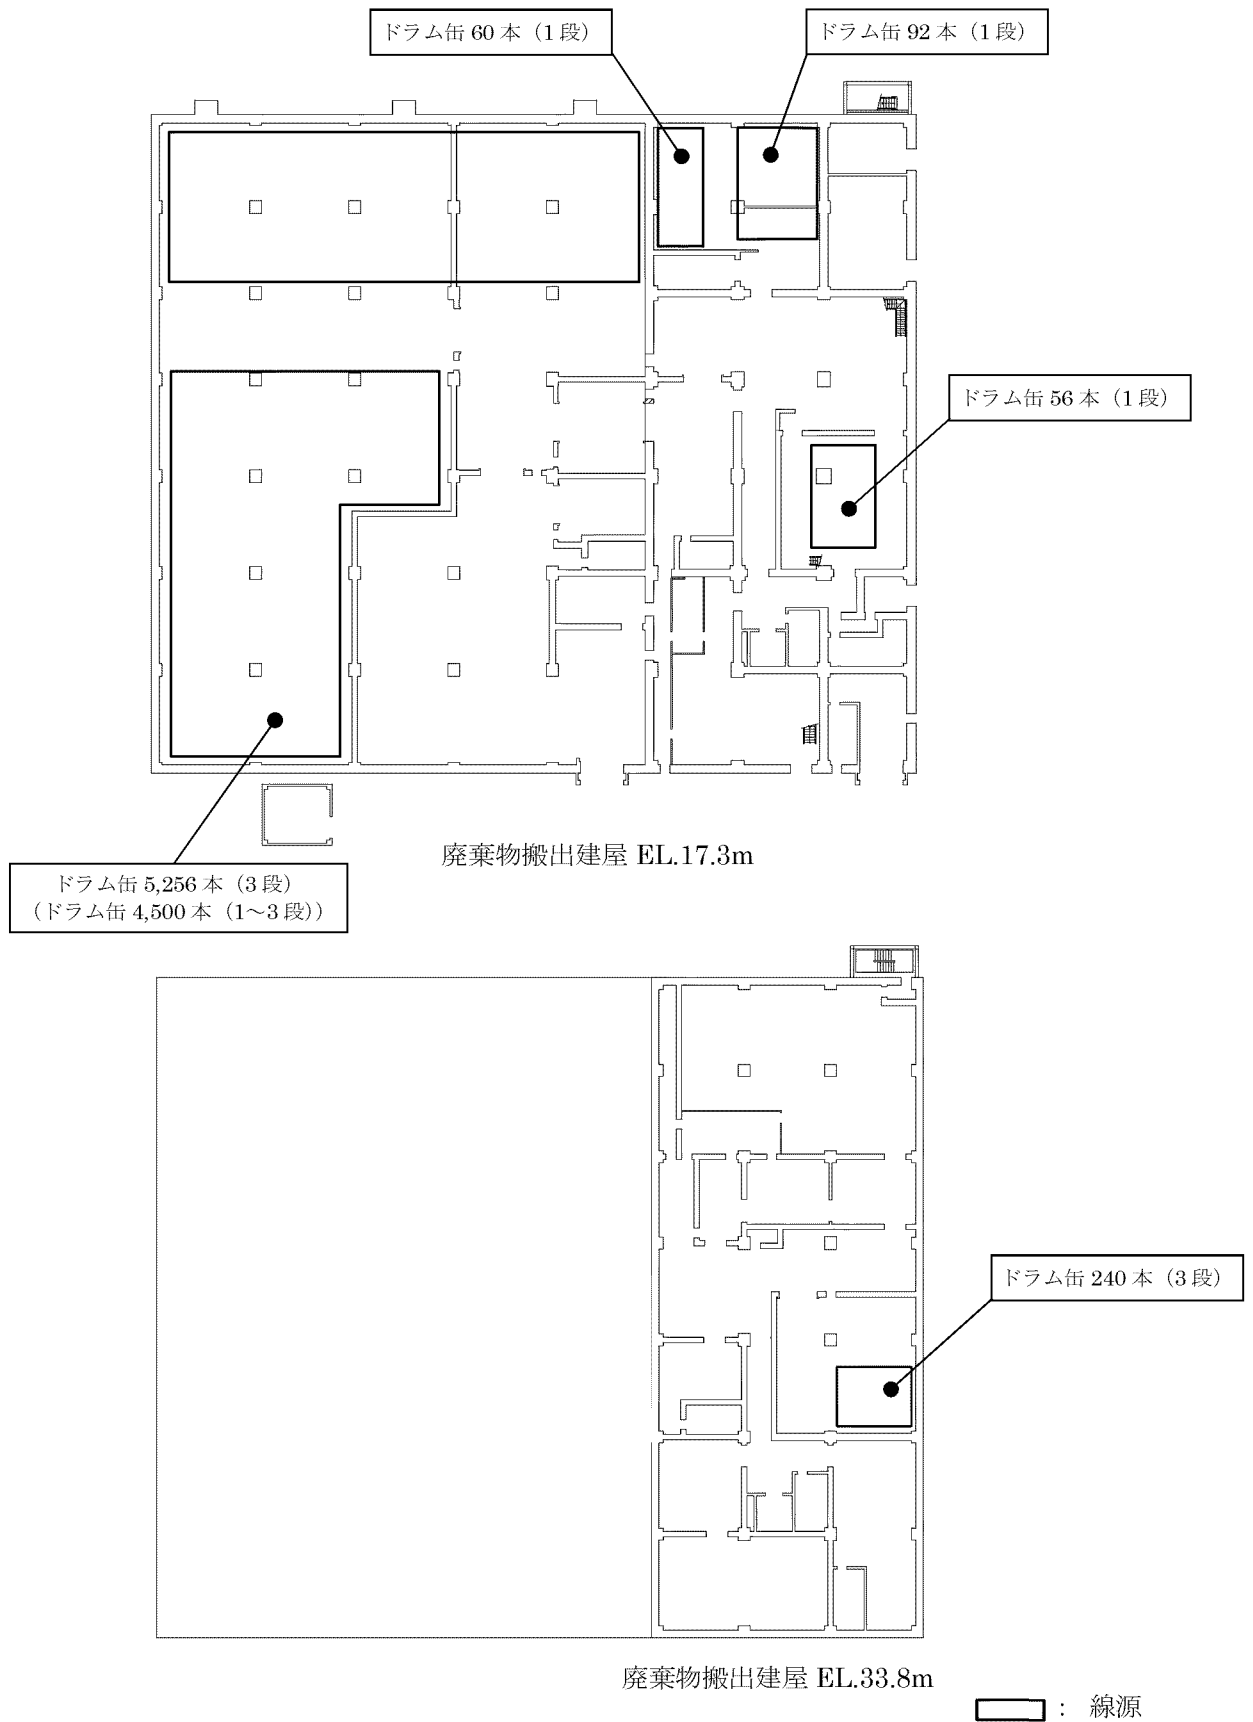 ドラム缶 60 本（1 段）
ドラム缶 92 本（1 段）
ドラム缶 56 本（1 段）
廃棄物搬出建屋 EL.17.3m
ドラム缶 5,256 本（3 段）
（ドラム缶 4,500 本（1～3 段））
ドラム缶 240 本（3 段）
廃棄物搬出建屋 EL.33.8m
： 線源